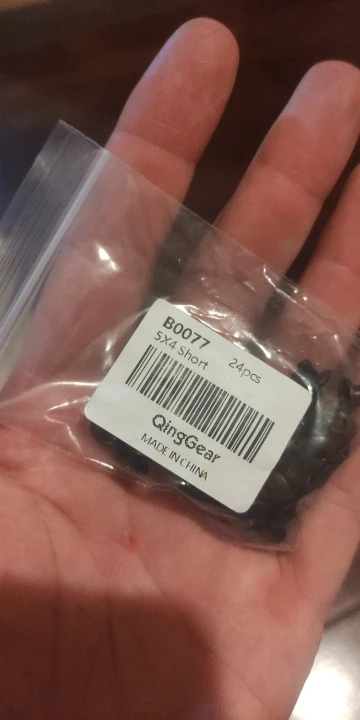 B0077
5X4 Short 24pcs
QingGear
MADE IN CHINA